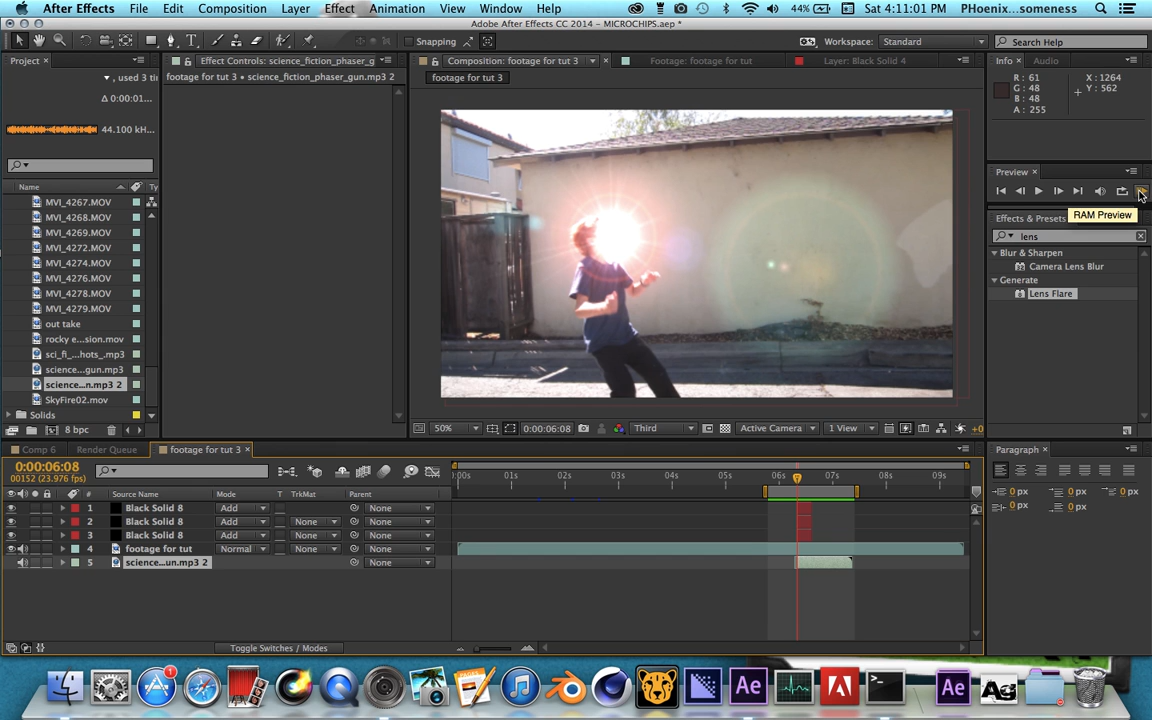 After Effects File Edit Composition Layer Effect Animation View Window Help 44% Sat 4:11:01 PM PHoenix...someness
Adobe After Effects CC 2014 – MICROCHIPS.aep *
Snapping Workspace: Standard Search Help
Project Effect Controls: science_fiction_phaser_g Composition: footage for tut 3 Footage: footage for tut Layer: Black Solid 4 Info Audio
footage for tut 3 • science_fiction_phaser_gun.mp3 2 footage for tut 3
, used 3 ti
Δ 0:00:01...
44.100 kH...
R : 61 X : 1264
G : 48 Y : 562
B : 48
A : 255
Preview
RAM Preview
Effects & Presets
lens
Blur & Sharpen
Camera Lens Blur
Generate
Lens Flare
Name Ty
MVI_4267.MOV
MVI_4268.MOV
MVI_4269.MOV
MVI_4272.MOV
MVI_4274.MOV
MVI_4276.MOV
MVI_4278.MOV
MVI_4279.MOV
out take
rocky e...sion.mov
sci_fi_...hots_.mp3
science...gun.mp3
science...n.mp3 2
SkyFire02.mov
Solids
8 bpc
50% 0:00:06:08 Third Active Camera 1 View +0
Comp 6 Render Queue footage for tut 3
0:00:06:08
00152 (23.976 fps)
:00s 01s 02s 03s 04s 05s 06s 07s 08s 09s
# Source Name Mode T TrkMat Parent
1 Black Solid 8 Add None
2 Black Solid 8 Add None None
3 Black Solid 8 Add None None
4 footage for tut Normal None None
5 science...un.mp3 2 None
Toggle Switches / Modes
Paragraph
0 px 0 px 0 px
0 px 0 px
1
Ae
Ae
Ag